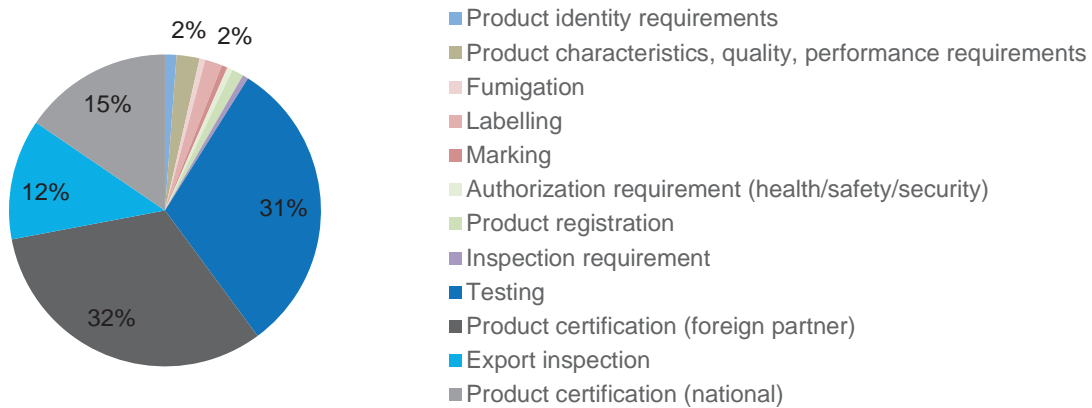 2%
2%
15%
12%
31%
32%
Product identity requirements
Product characteristics, quality, performance requirements
Fumigation
Labelling
Marking
Authorization requirement (health/safety/security)
Product registration
Inspection requirement
Testing
Product certification (foreign partner)
Export inspection
Product certification (national)